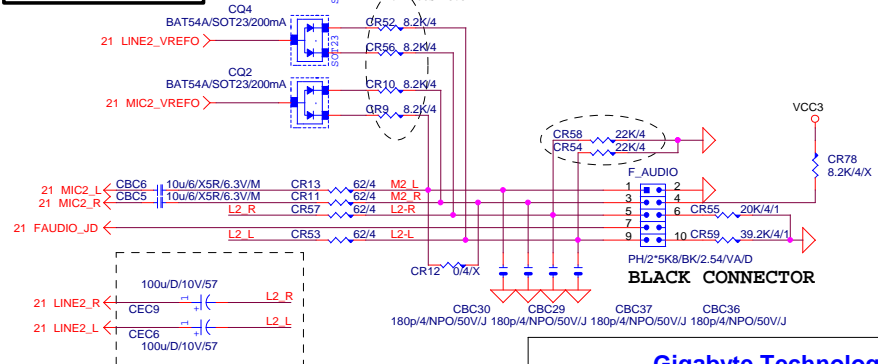 CQ4
BAT54A/SOT23/200mA
SOT23
21 LINE2_VREFO
CR52 8.2K/4
CR56 8.2K/4
CQ2
BAT54A/SOT23/200mA
21 MIC2_VREFO
CR10 8.2K/4
CR9 8.2K/4
VCC3
CR58 22K/4
CR54 22K/4
CR78
8.2K/4/X
F_AUDIO
21 MIC2_L CBC6 10u/6/X5R/6.3V/M CR13 62/4 M2_L 1 2
21 MIC2_R CBC5 10u/6/X5R/6.3V/M CR11 62/4 M2_R 3 4
L2_R CR57 62/4 L2-R 5 6 CR55 20K/4/1
21 FAUDIO_JD 7
L2_L CR53 62/4 L2-L 9 10 CR59 39.2K/4/1
PH/2*5K8/BK/2.54/VA/D
BLACK CONNECTOR
CR12 0/4/X
100u/D/10V/57
21 LINE2_R 1 L2_R
CEC9
21 LINE2_L 1 L2_L
CEC6
100u/D/10V/57
CBC30 CBC29 CBC37 CBC36
180p/4/NPO/50V/J 180p/4/NPO/50V/J 180p/4/NPO/50V/J 180p/4/NPO/50V/J